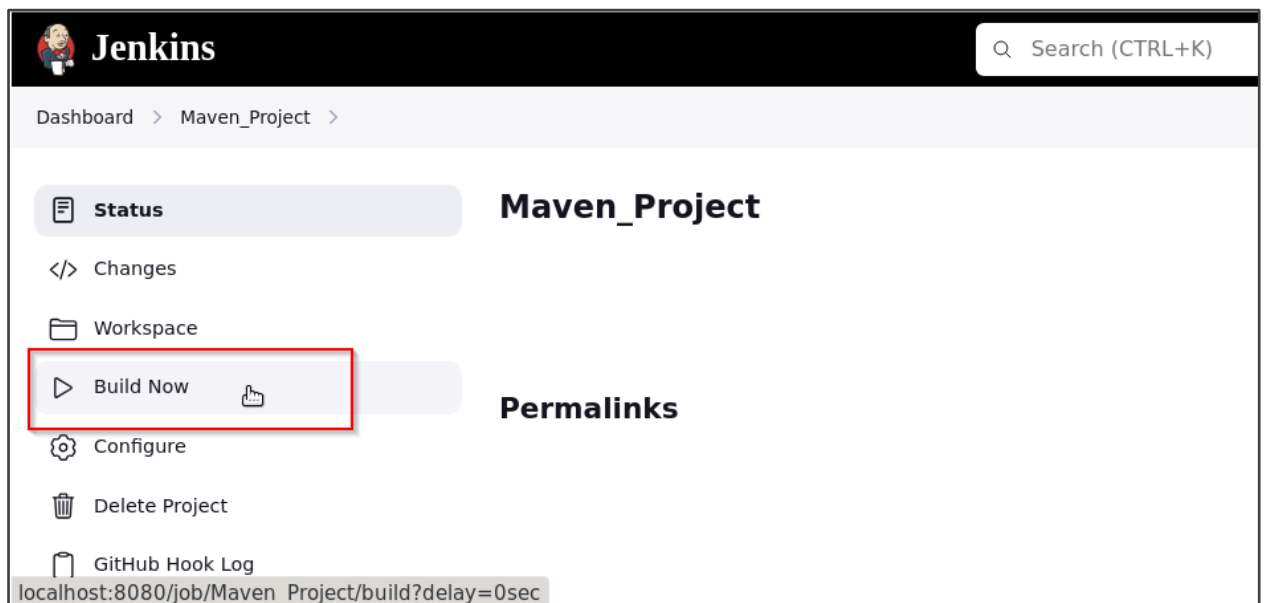 Jenkins
Search (CTRL+K)
Dashboard > Maven_Project >
Status
Maven_Project
</> Changes
Workspace
Build Now
Permalinks
Configure
Delete Project
GitHub Hook Log
localhost:8080/job/Maven_Project/build?delay=0sec